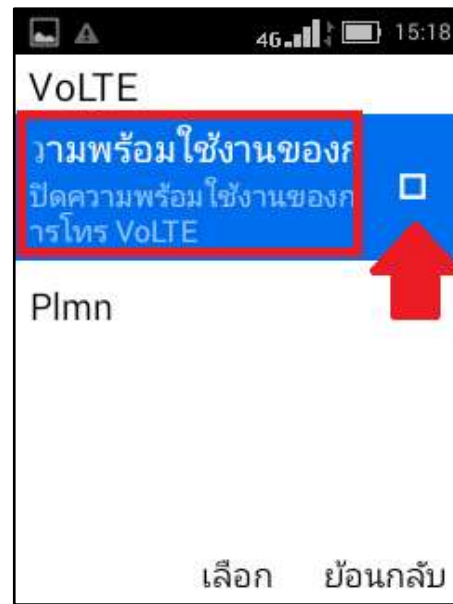 4G 15:18
VoLTE
วามพร้อมใช้งานของก
ปิดความพร้อมใช้งานของก
ารโทร VoLTE
Plmn
เลือก ย้อนกลับ